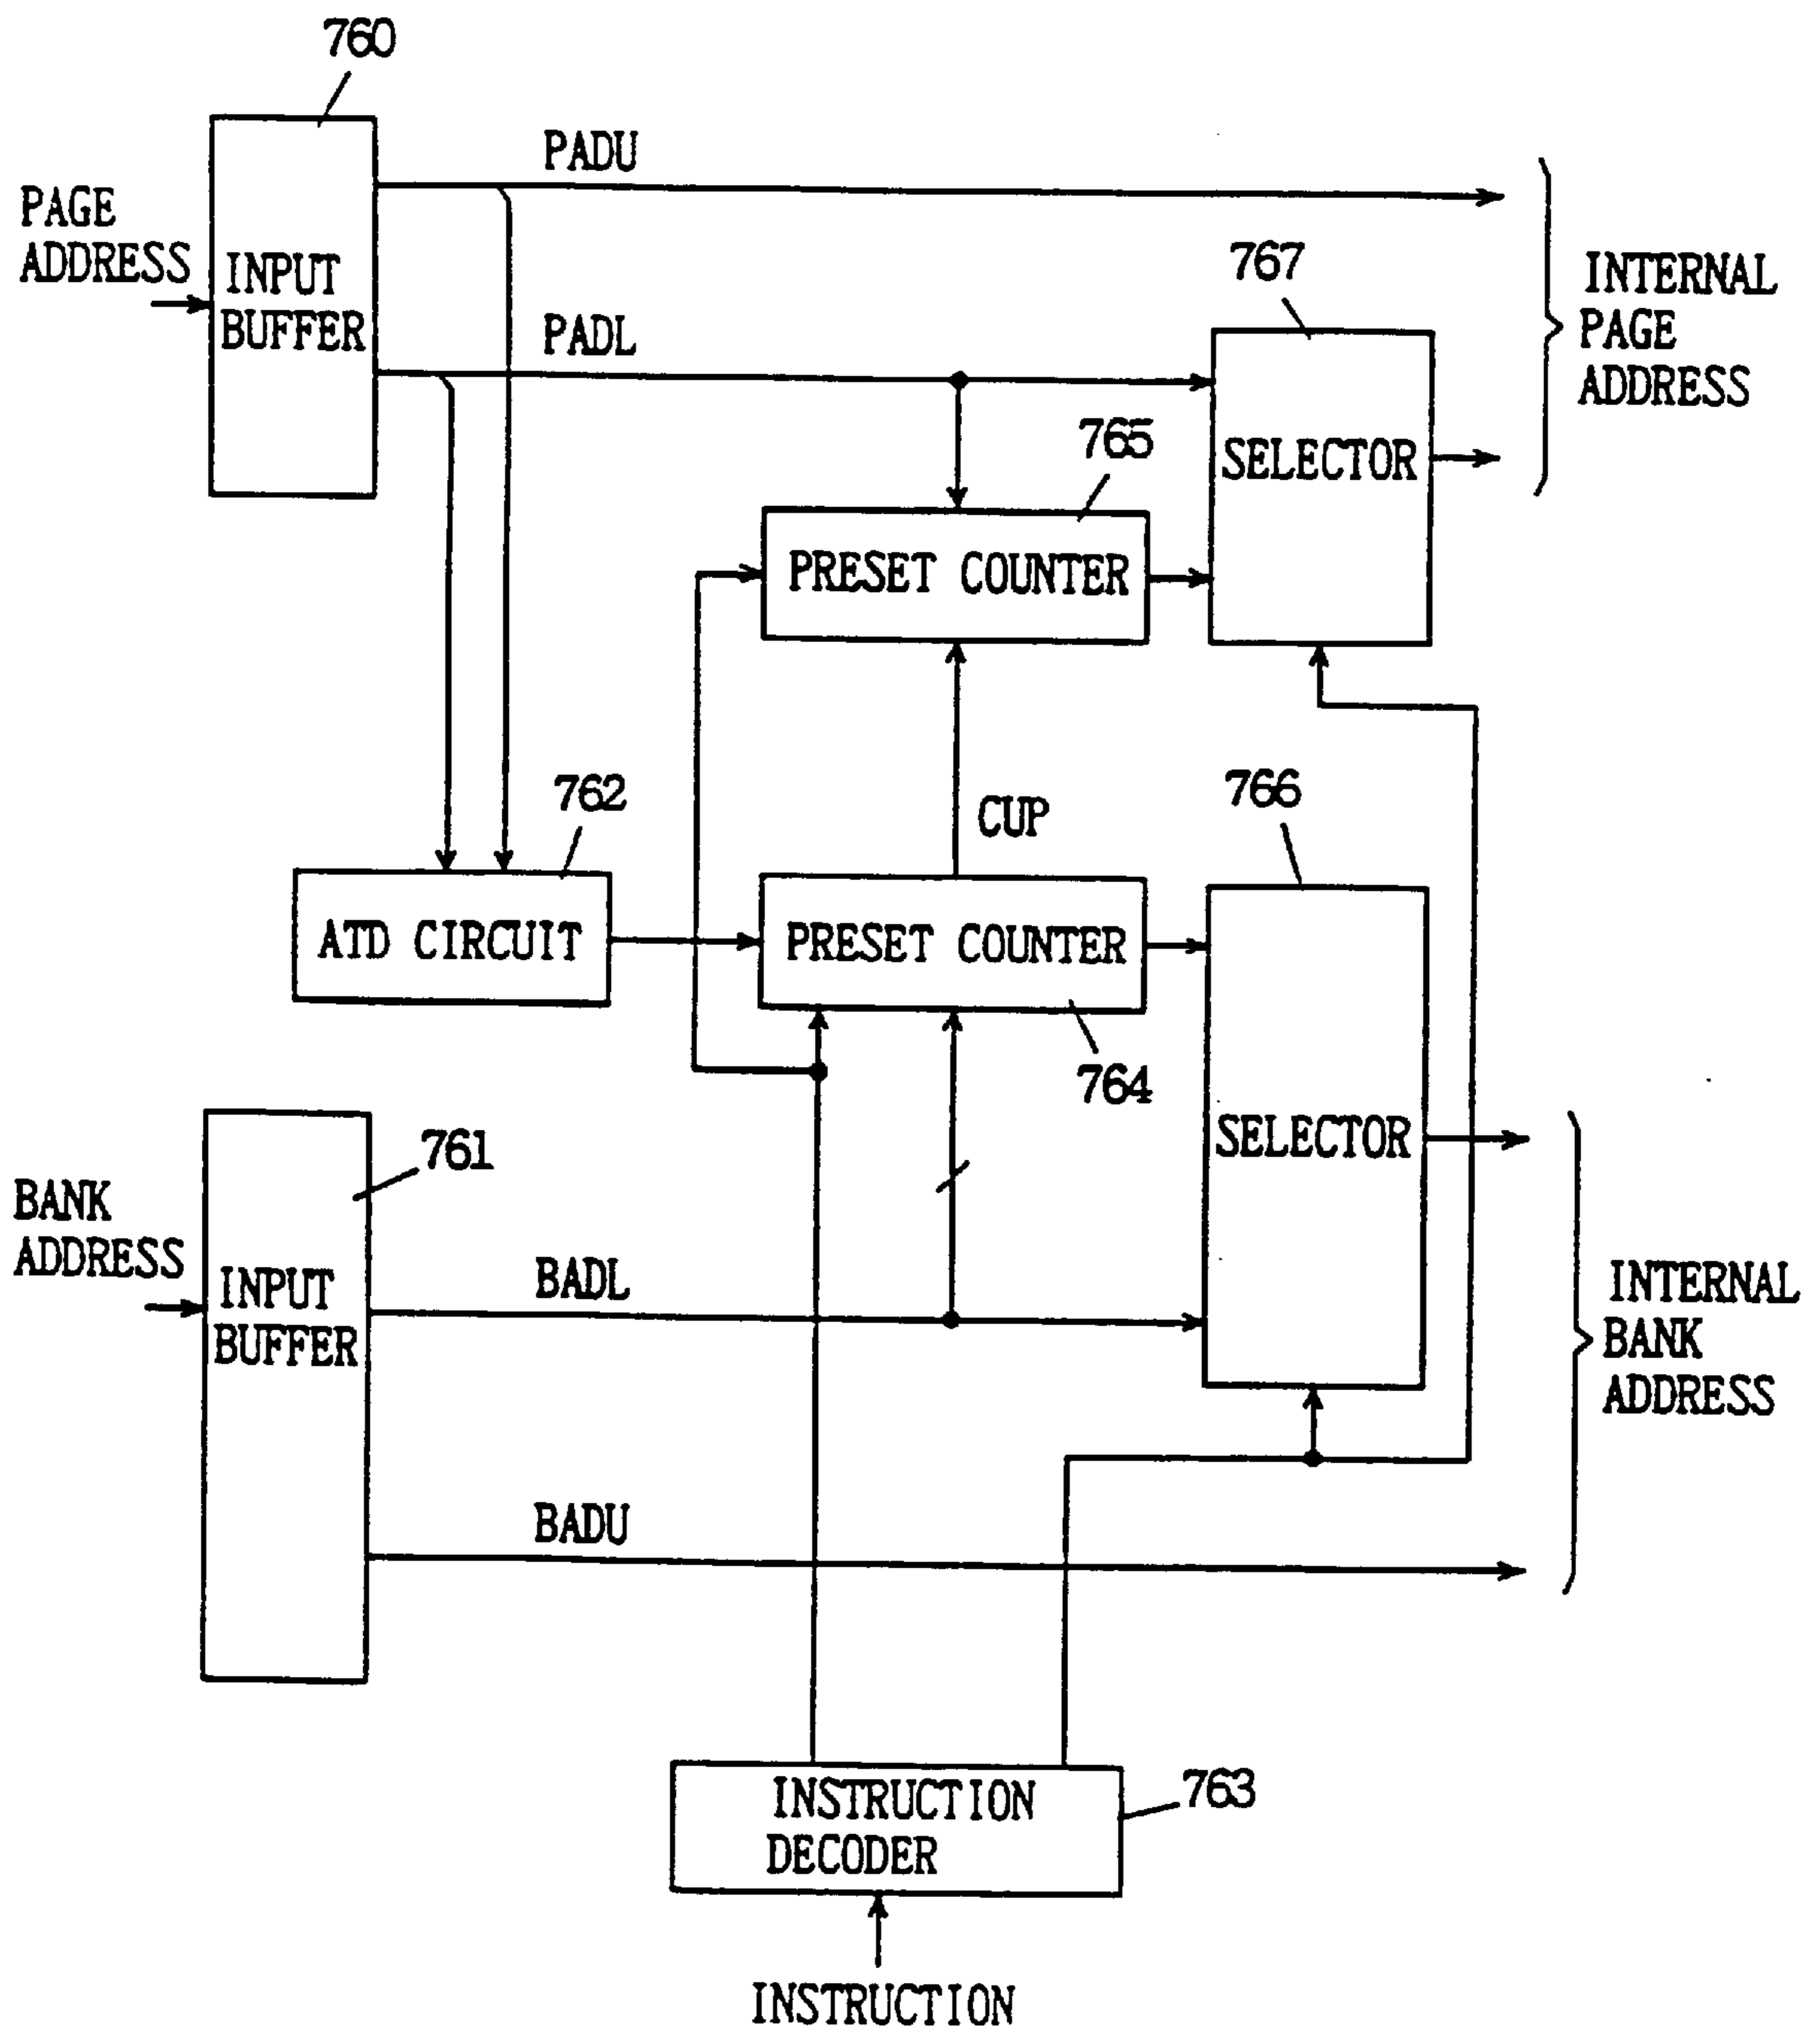 760
PADU
PAGE
ADDRESS
INPUT
BUFFER
767
INTERNAL
PAGE
ADDRESS
PADL
765
SELECTOR
PRESET COUNTER
762
766
CUP
ATD CIRCUIT
PRESET COUNTER
764
761
SELECTOR
BANK
ADDRESS
INPUT
BUFFER
BADL
INTERNAL
BANK
ADDRESS
BADU
763
INSTRUCTION
DECODER
INSTRUCTION